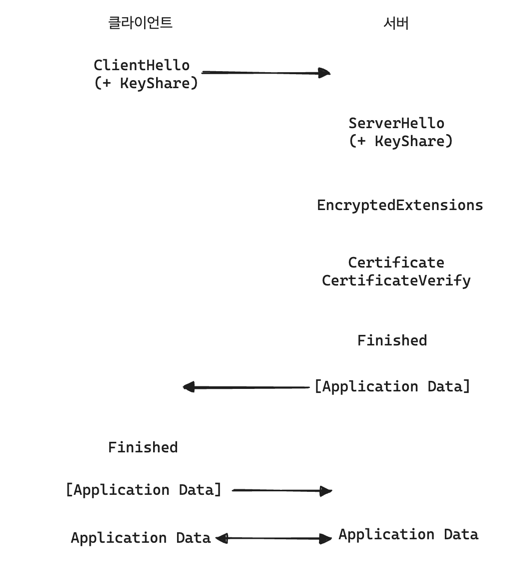 클라이언트
서버
ClientHello
(+ KeyShare)
ServerHello
(+ KeyShare)
EncryptedExtensions
Certificate
CertificateVerify
Finished
[Application Data]
Finished
[Application Data]
Application Data
Application Data